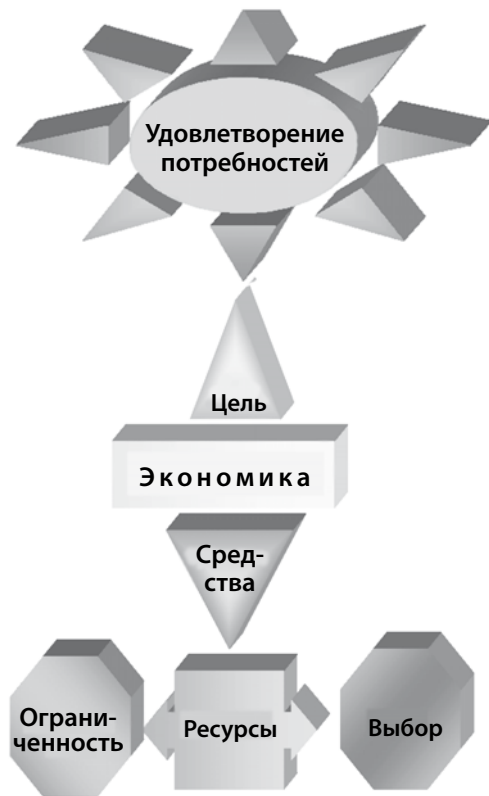 Удовлетворение
потребностей
Цель
Экономика
Сред-
ства
Ограни-
ченность
Ресурсы
Выбор